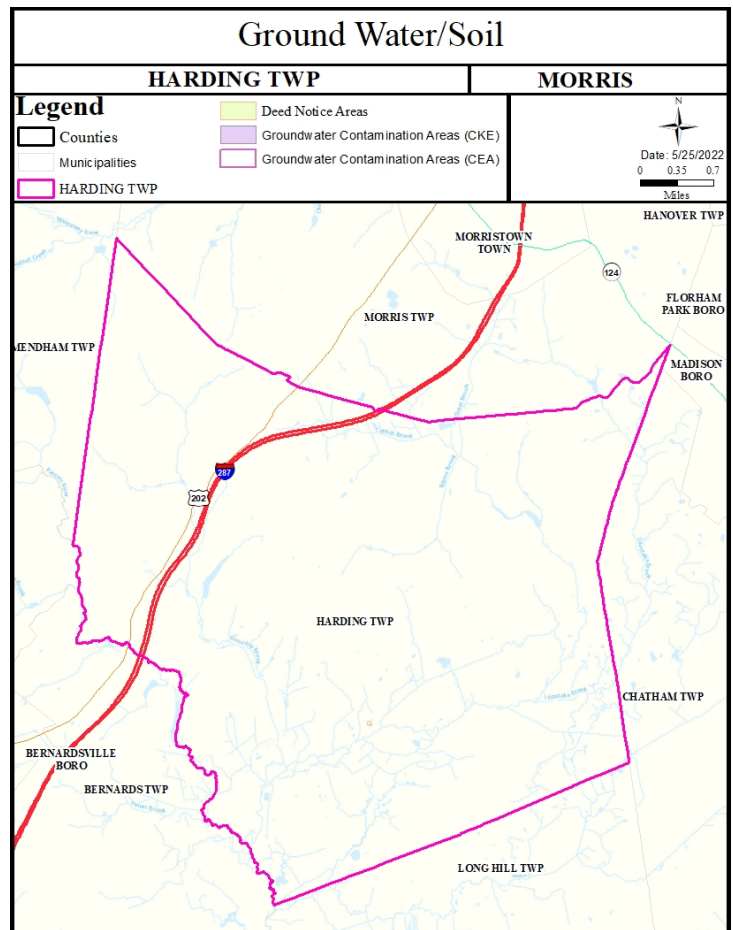 Ground Water/Soil
HARDING TWP
MORRIS
Legend
Counties
Municipalities
HARDING TWP
Deed Notice Areas
Groundwater Contamination Areas (CKE)
Groundwater Contamination Areas (CEA)
N
Date: 5/25/2022
0 0.35 0.7
Miles
HANOVER TWP
MORRISTOWN
TOWN
124
FLORHAM
PARK BORO
MORRIS TWP
MENDHAM TWP
MADISON
BORO
287
202
HARDING TWP
CHATHAM TWP
BERNARDSVILLE
BORO
BERNARDS TWP
LONG HILL TWP